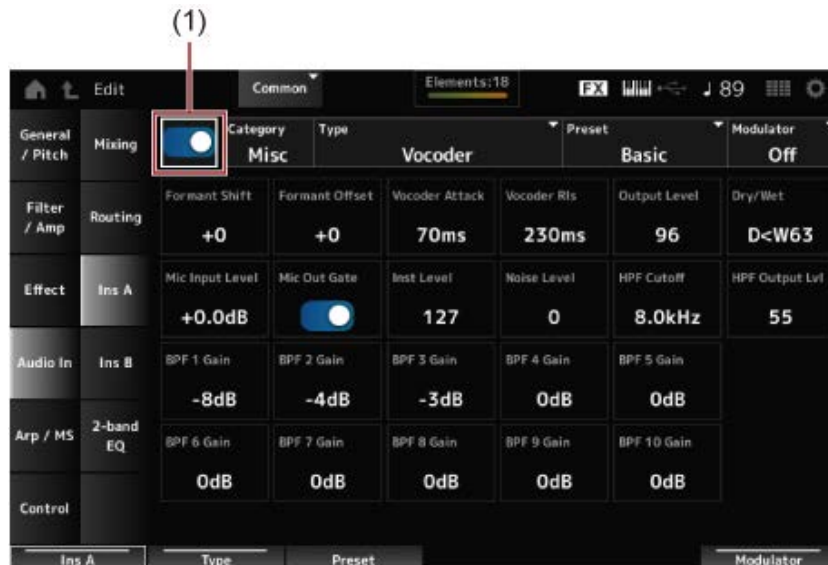 (1)
Edit
Common
Elements:18
FX
♩ 89
General / Pitch
Mixing
Category
Misc
Type
Vocoder
Preset
Basic
Modulator
Off
Filter / Amp
Routing
Formant Shift
+0
Formant Offset
+0
Vocoder Attack
70ms
Vocoder Rls
230ms
Output Level
96
Dry/Wet
D<W63
Effect
Ins A
Mic Input Level
+0.0dB
Mic Out Gate
Inst Level
127
Noise Level
0
HPF Cutoff
8.0kHz
HPF Output Lvl
55
Audio In
Ins B
BPF 1 Gain
-8dB
BPF 2 Gain
-4dB
BPF 3 Gain
-3dB
BPF 4 Gain
0dB
BPF 5 Gain
0dB
Arp / MS
2-band EQ
BPF 6 Gain
0dB
BPF 7 Gain
0dB
BPF 8 Gain
0dB
BPF 9 Gain
0dB
BPF 10 Gain
0dB
Control
Ins A
Type
Preset
Modulator